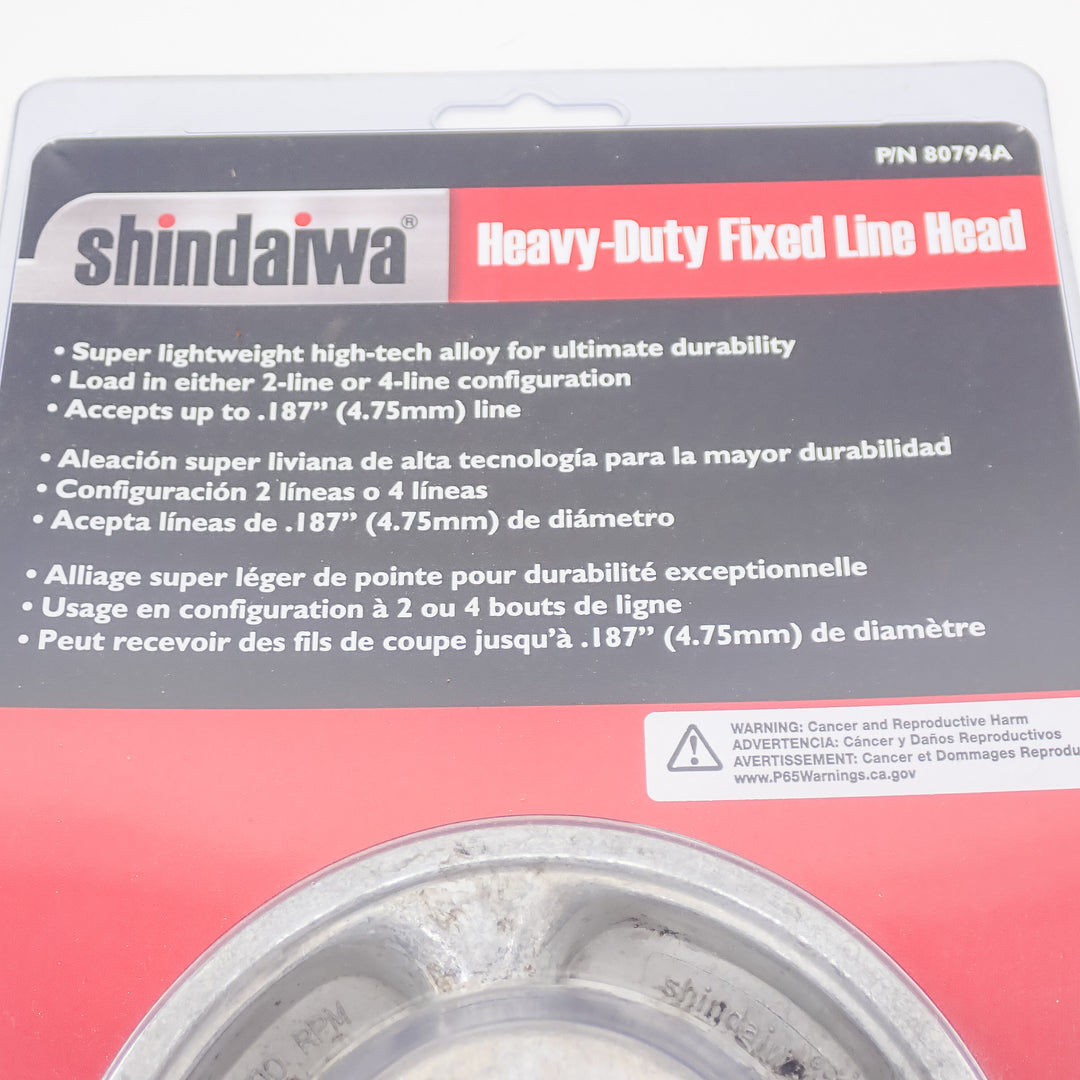 P/N 80794A
shindaiwa®
Heavy-Duty Fixed Line Head
• Super lightweight high-tech alloy for ultimate durability
• Load in either 2-line or 4-line configuration
• Accepts up to .187” (4.75mm) line
• Aleación super liviana de alta tecnología para la mayor durabilidad
• Configuración 2 líneas o 4 líneas
• Acepta líneas de .187” (4.75mm) de diámetro
• Alliage super léger de pointe pour durabilité exceptionnelle
• Usage en configuration à 2 ou 4 bouts de ligne
• Peut recevoir des fils de coupe jusqu’à .187” (4.75mm) de diamètre
WARNING: Cancer and Reproductive Harm
ADVERTENCIA: Cáncer y Daños Reproductivos
AVERTISSEMENT: Cancer et Dommages Reprodu
www.P65Warnings.ca.gov
RPM
shindaiwa